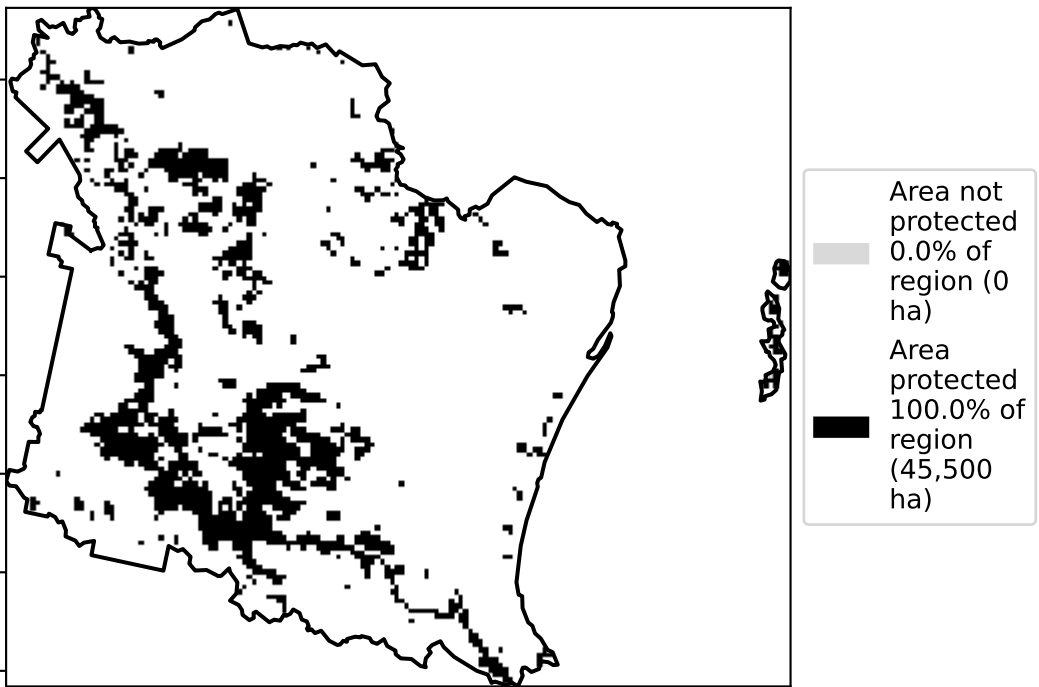 Area not
protected
0.0% of
region (0
ha)
Area
protected
100.0% of
region
(45,500
ha)